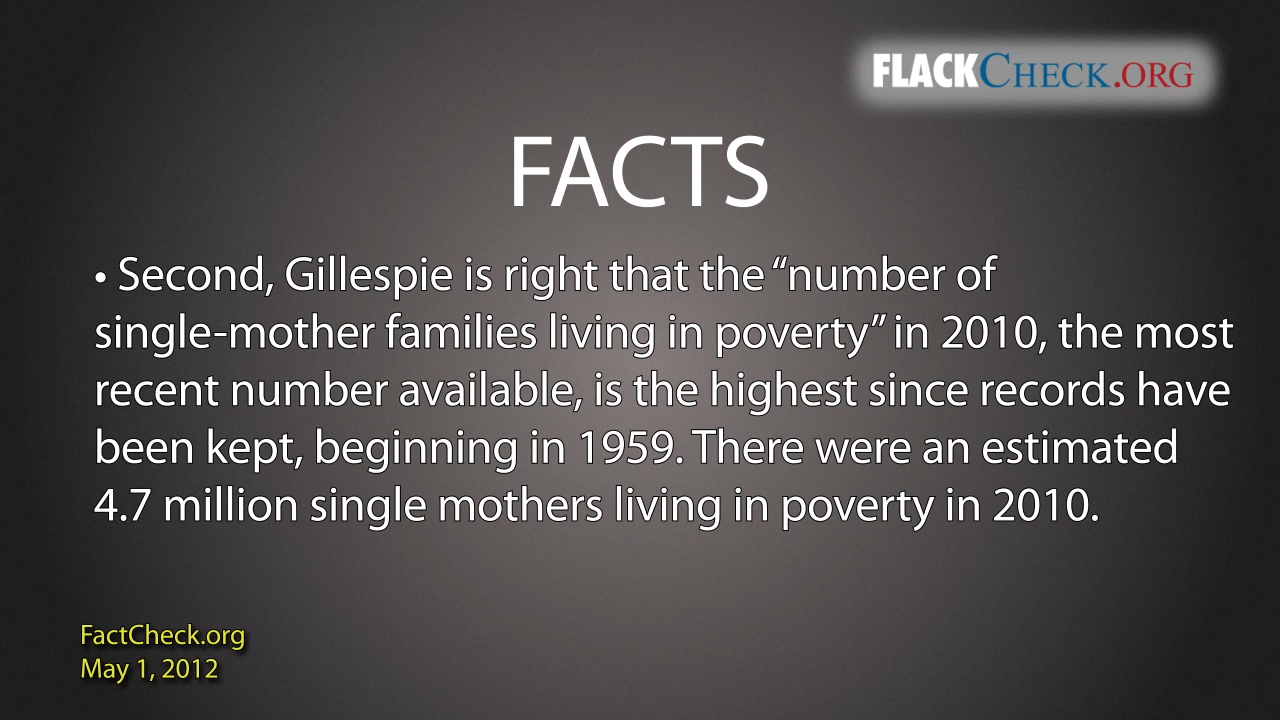 FLACKCHECK.ORG
FACTS
• Second, Gillespie is right that the “number of
single-mother families living in poverty” in 2010, the most
recent number available, is the highest since records have
been kept, beginning in 1959. There were an estimated
4.7 million single mothers living in poverty in 2010.
FactCheck.org
May 1, 2012